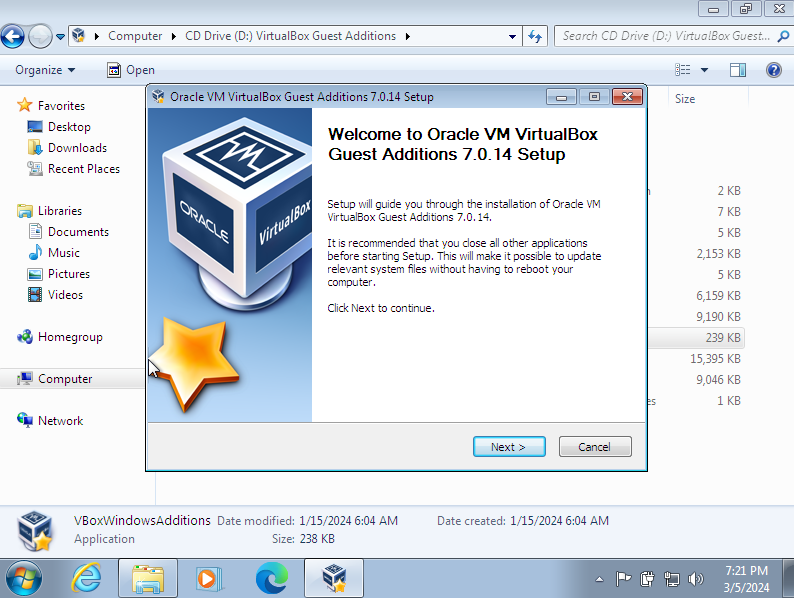 Computer
CD Drive (D:) VirtualBox Guest Additions
Search CD Drive (D:) VirtualBox Guest...
Organize
Open
Favorites
Desktop
Downloads
Recent Places
Libraries
Documents
Music
Pictures
Videos
Homegroup
Computer
Network
Oracle VM VirtualBox Guest Additions 7.0.14 Setup
ORACLE
VirtualBox
Welcome to Oracle VM VirtualBox
Guest Additions 7.0.14 Setup
Setup will guide you through the installation of Oracle VM
VirtualBox Guest Additions 7.0.14.
It is recommended that you close all other applications
before starting Setup. This will make it possible to update
relevant system files without having to reboot your
computer.
Click Next to continue.
Next >
Cancel
Size
2 KB
7 KB
5 KB
2,153 KB
5 KB
6,159 KB
9,190 KB
239 KB
15,395 KB
9,046 KB
1 KB
VBoxWindowsAdditions Date modified: 1/15/2024 6:04 AM Date created: 1/15/2024 6:04 AM
Application Size: 238 KB
7:21 PM
3/5/2024